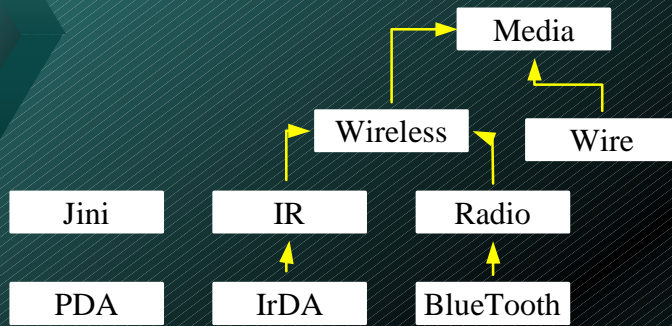 Media
Wireless
Wire
Jini
IR
Radio
PDA
IrDA
BlueTooth